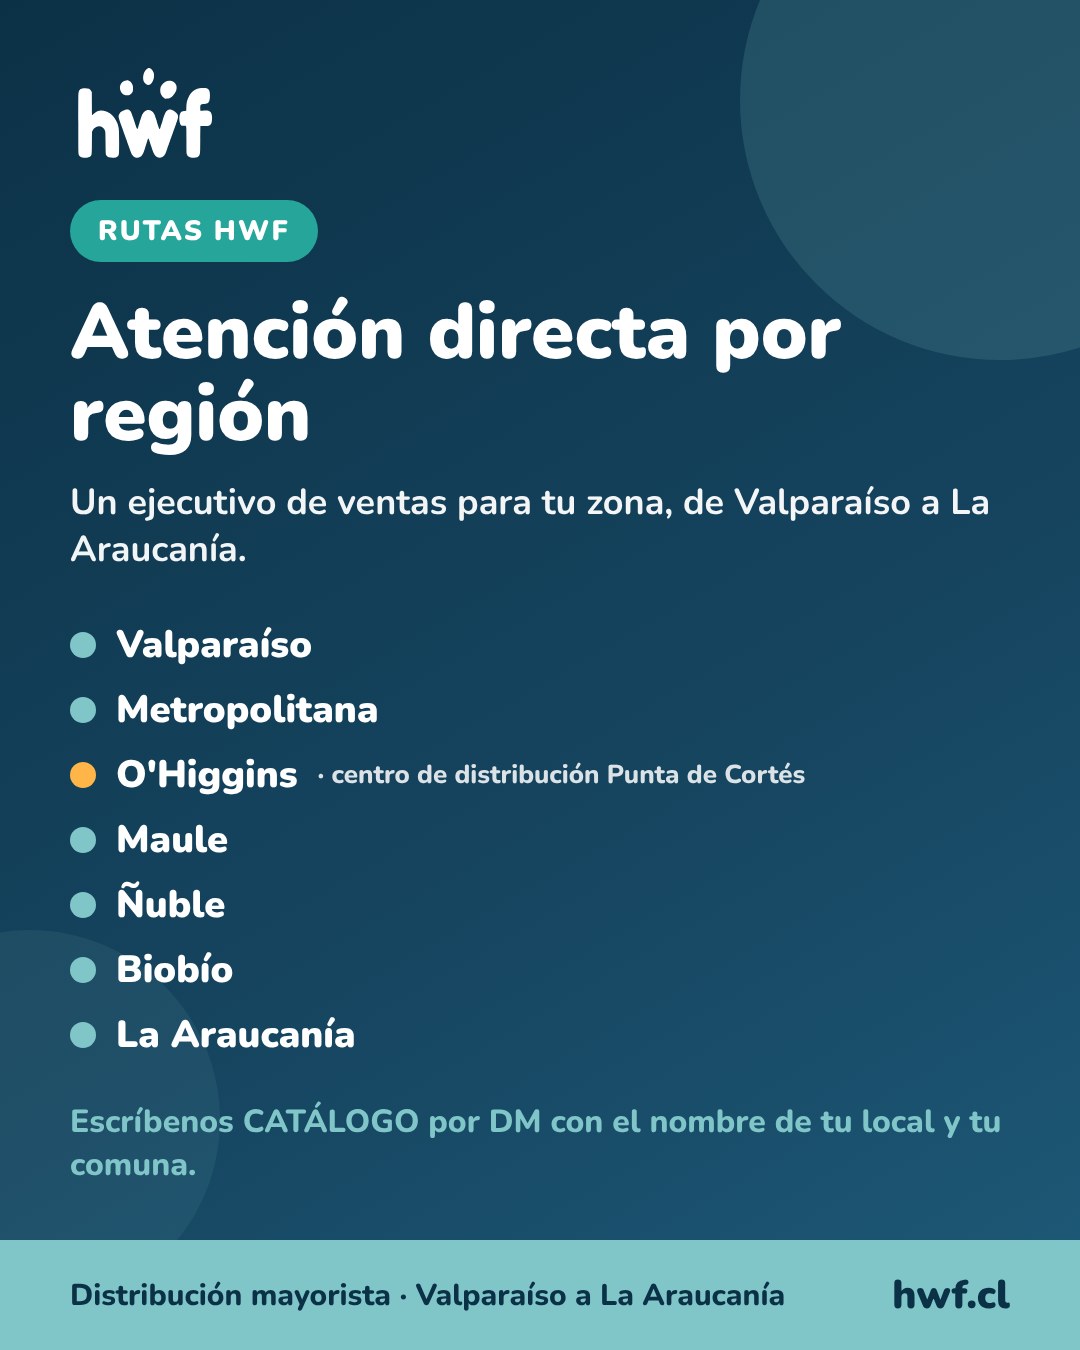 hwf
RUTAS HWF
Atención directa por
región
Un ejecutivo de ventas para tu zona, de Valparaíso a La
Araucanía.
Valparaíso
Metropolitana
O'Higgins · centro de distribución Punta de Cortés
Maule
Ñuble
Biobío
La Araucanía
Escríbenos CATÁLOGO por DM con el nombre de tu local y tu
comuna.
Distribución mayorista · Valparaíso a La Araucanía hwf.cl